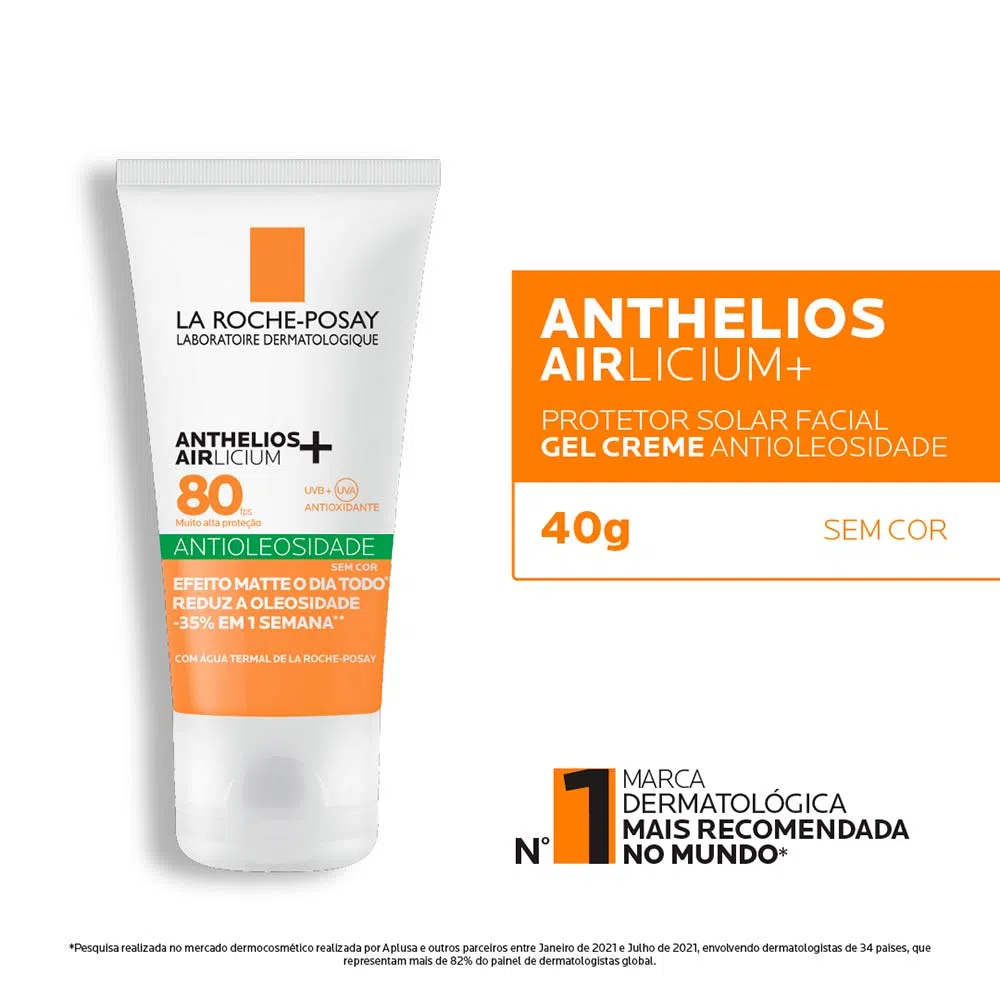 LA ROCHE-POSAY
LABORATOIRE DERMATOLOGIQUE
ANTHELIOS
AIRLICIUM+
80fps
Muito alta proteção
UVB + UVA
ANTIOXIDANTE
ANTIOLEOSIDADE
SEM COR
EFEITO MATTE O DIA TODO*
REDUZ A OLEOSIDADE
-35% EM 1 SEMANA**
COM ÁGUA TERMAL DE LA ROCHE-POSAY
ANTHELIOS
AIRLICIUM+
PROTETOR SOLAR FACIAL
GEL CREME ANTIOLEOSIDADE
40g SEM COR
Nº 1
MARCA
DERMATOLÓGICA
MAIS RECOMENDADA
NO MUNDO*
*Pesquisa realizada no mercado dermocosmético realizada por Aplusa e outros parceiros entre Janeiro de 2021 e Julho de 2021, envolvendo dermatologistas de 34 países, que
representam mais de 82% do painel de dermatologistas global.